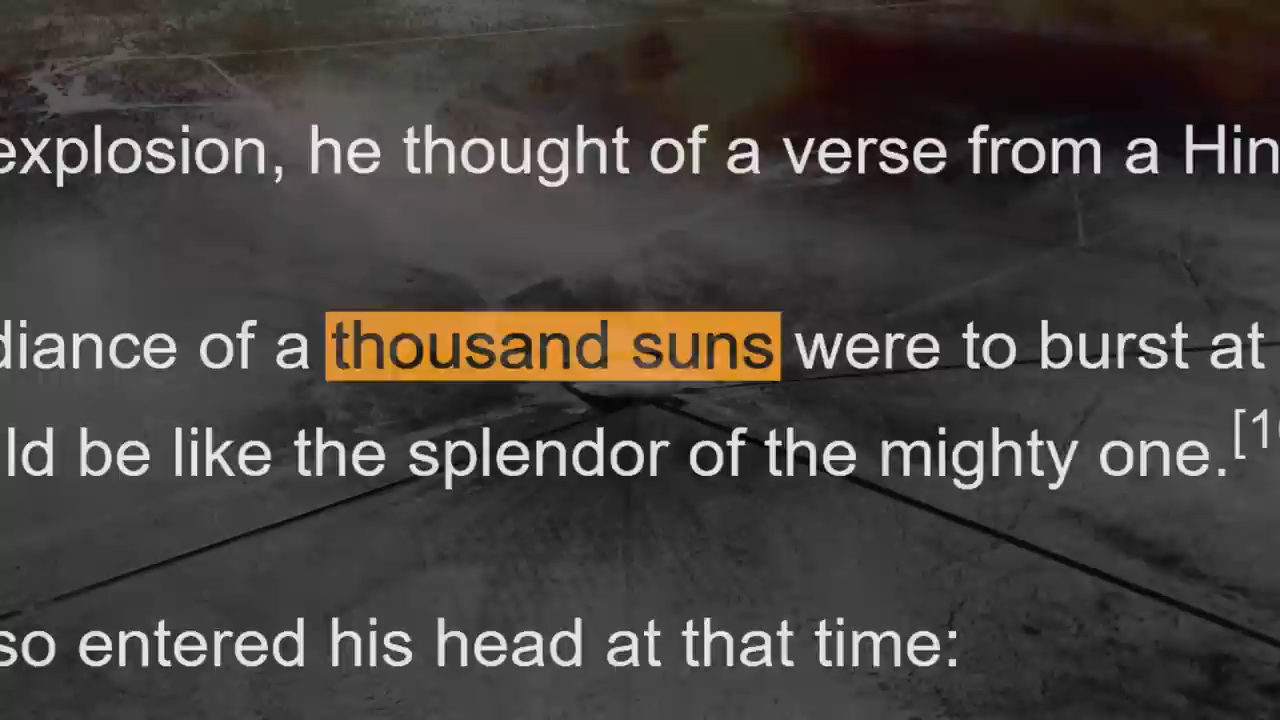 explosion, he thought of a verse from a Hin
diance of a thousand suns were to burst at
ld be like the splendor of the mighty one.[1
so entered his head at that time: